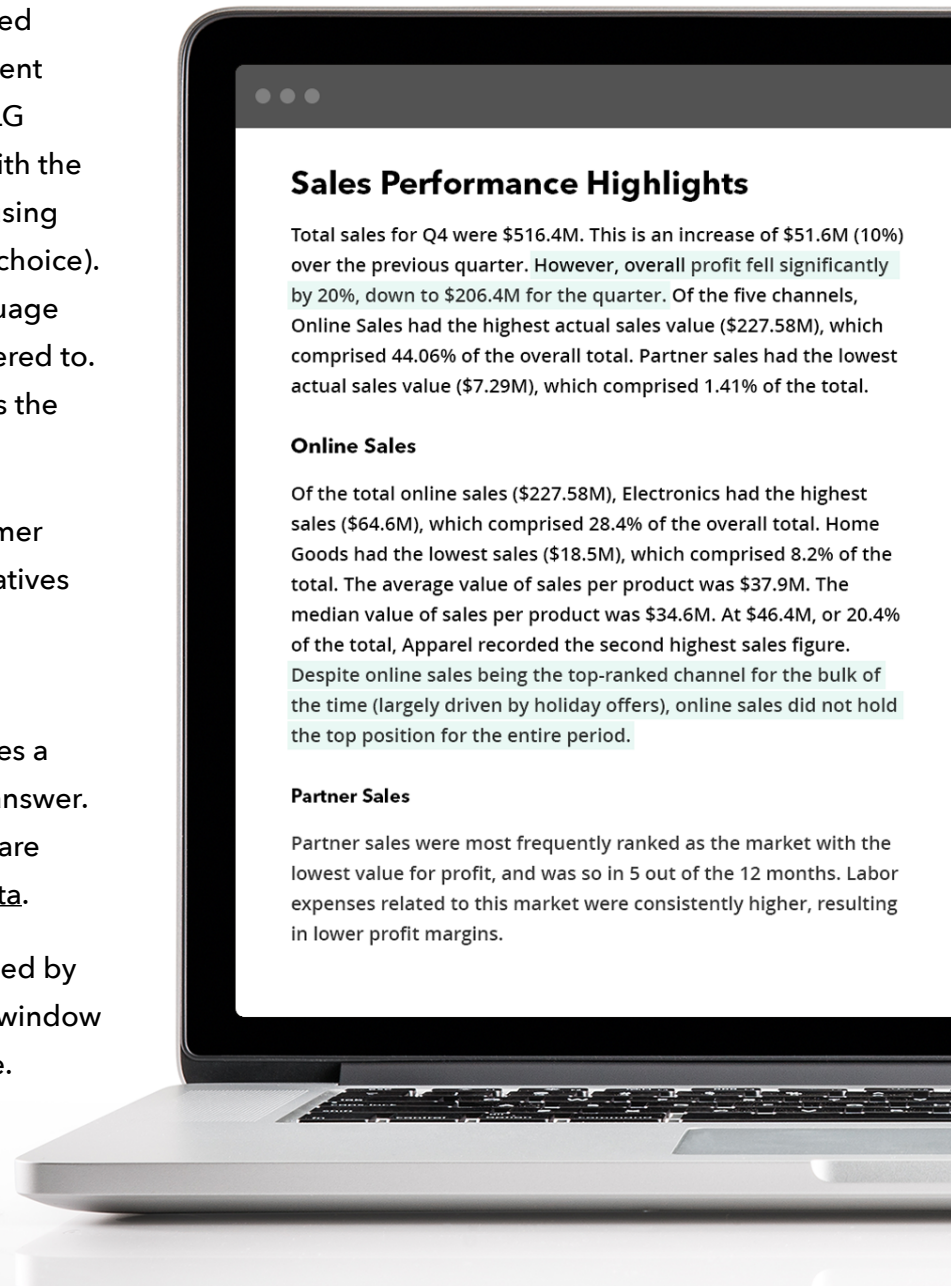 ed
ent
LG
ith the
sing
choice).
uage
ered to.
s the
mer
atives
es a
answer.
are
ta.
ed by
window
e.
Sales Performance Highlights
Total sales for Q4 were $516.4M. This is an increase of $51.6M (10%)
over the previous quarter. However, overall profit fell significantly
by 20%, down to $206.4M for the quarter. Of the five channels,
Online Sales had the highest actual sales value ($227.58M), which
comprised 44.06% of the overall total. Partner sales had the lowest
actual sales value ($7.29M), which comprised 1.41% of the total.
Online Sales
Of the total online sales ($227.58M), Electronics had the highest
sales ($64.6M), which comprised 28.4% of the overall total. Home
Goods had the lowest sales ($18.5M), which comprised 8.2% of the
total. The average value of sales per product was $37.9M. The
median value of sales per product was $34.6M. At $46.4M, or 20.4%
of the total, Apparel recorded the second highest sales figure.
Despite online sales being the top-ranked channel for the bulk of
the time (largely driven by holiday offers), online sales did not hold
the top position for the entire period.
Partner Sales
Partner sales were most frequently ranked as the market with the
lowest value for profit, and was so in 5 out of the 12 months. Labor
expenses related to this market were consistently higher, resulting
in lower profit margins.